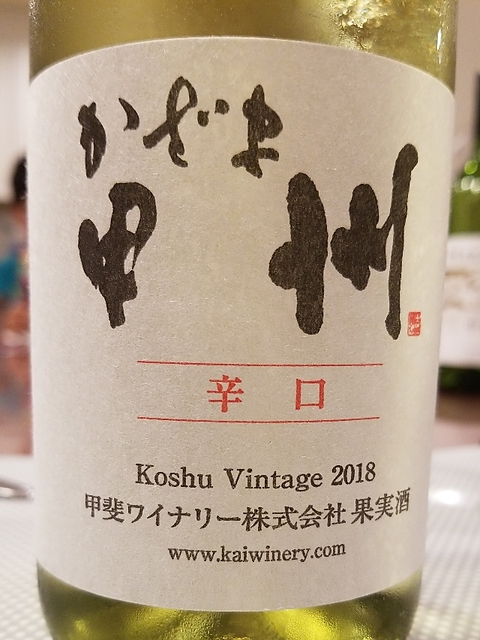 かざま
甲州
辛口
Koshu Vintage 2018
甲斐ワイナリー株式会社 果実酒
www.kaiwinery.com